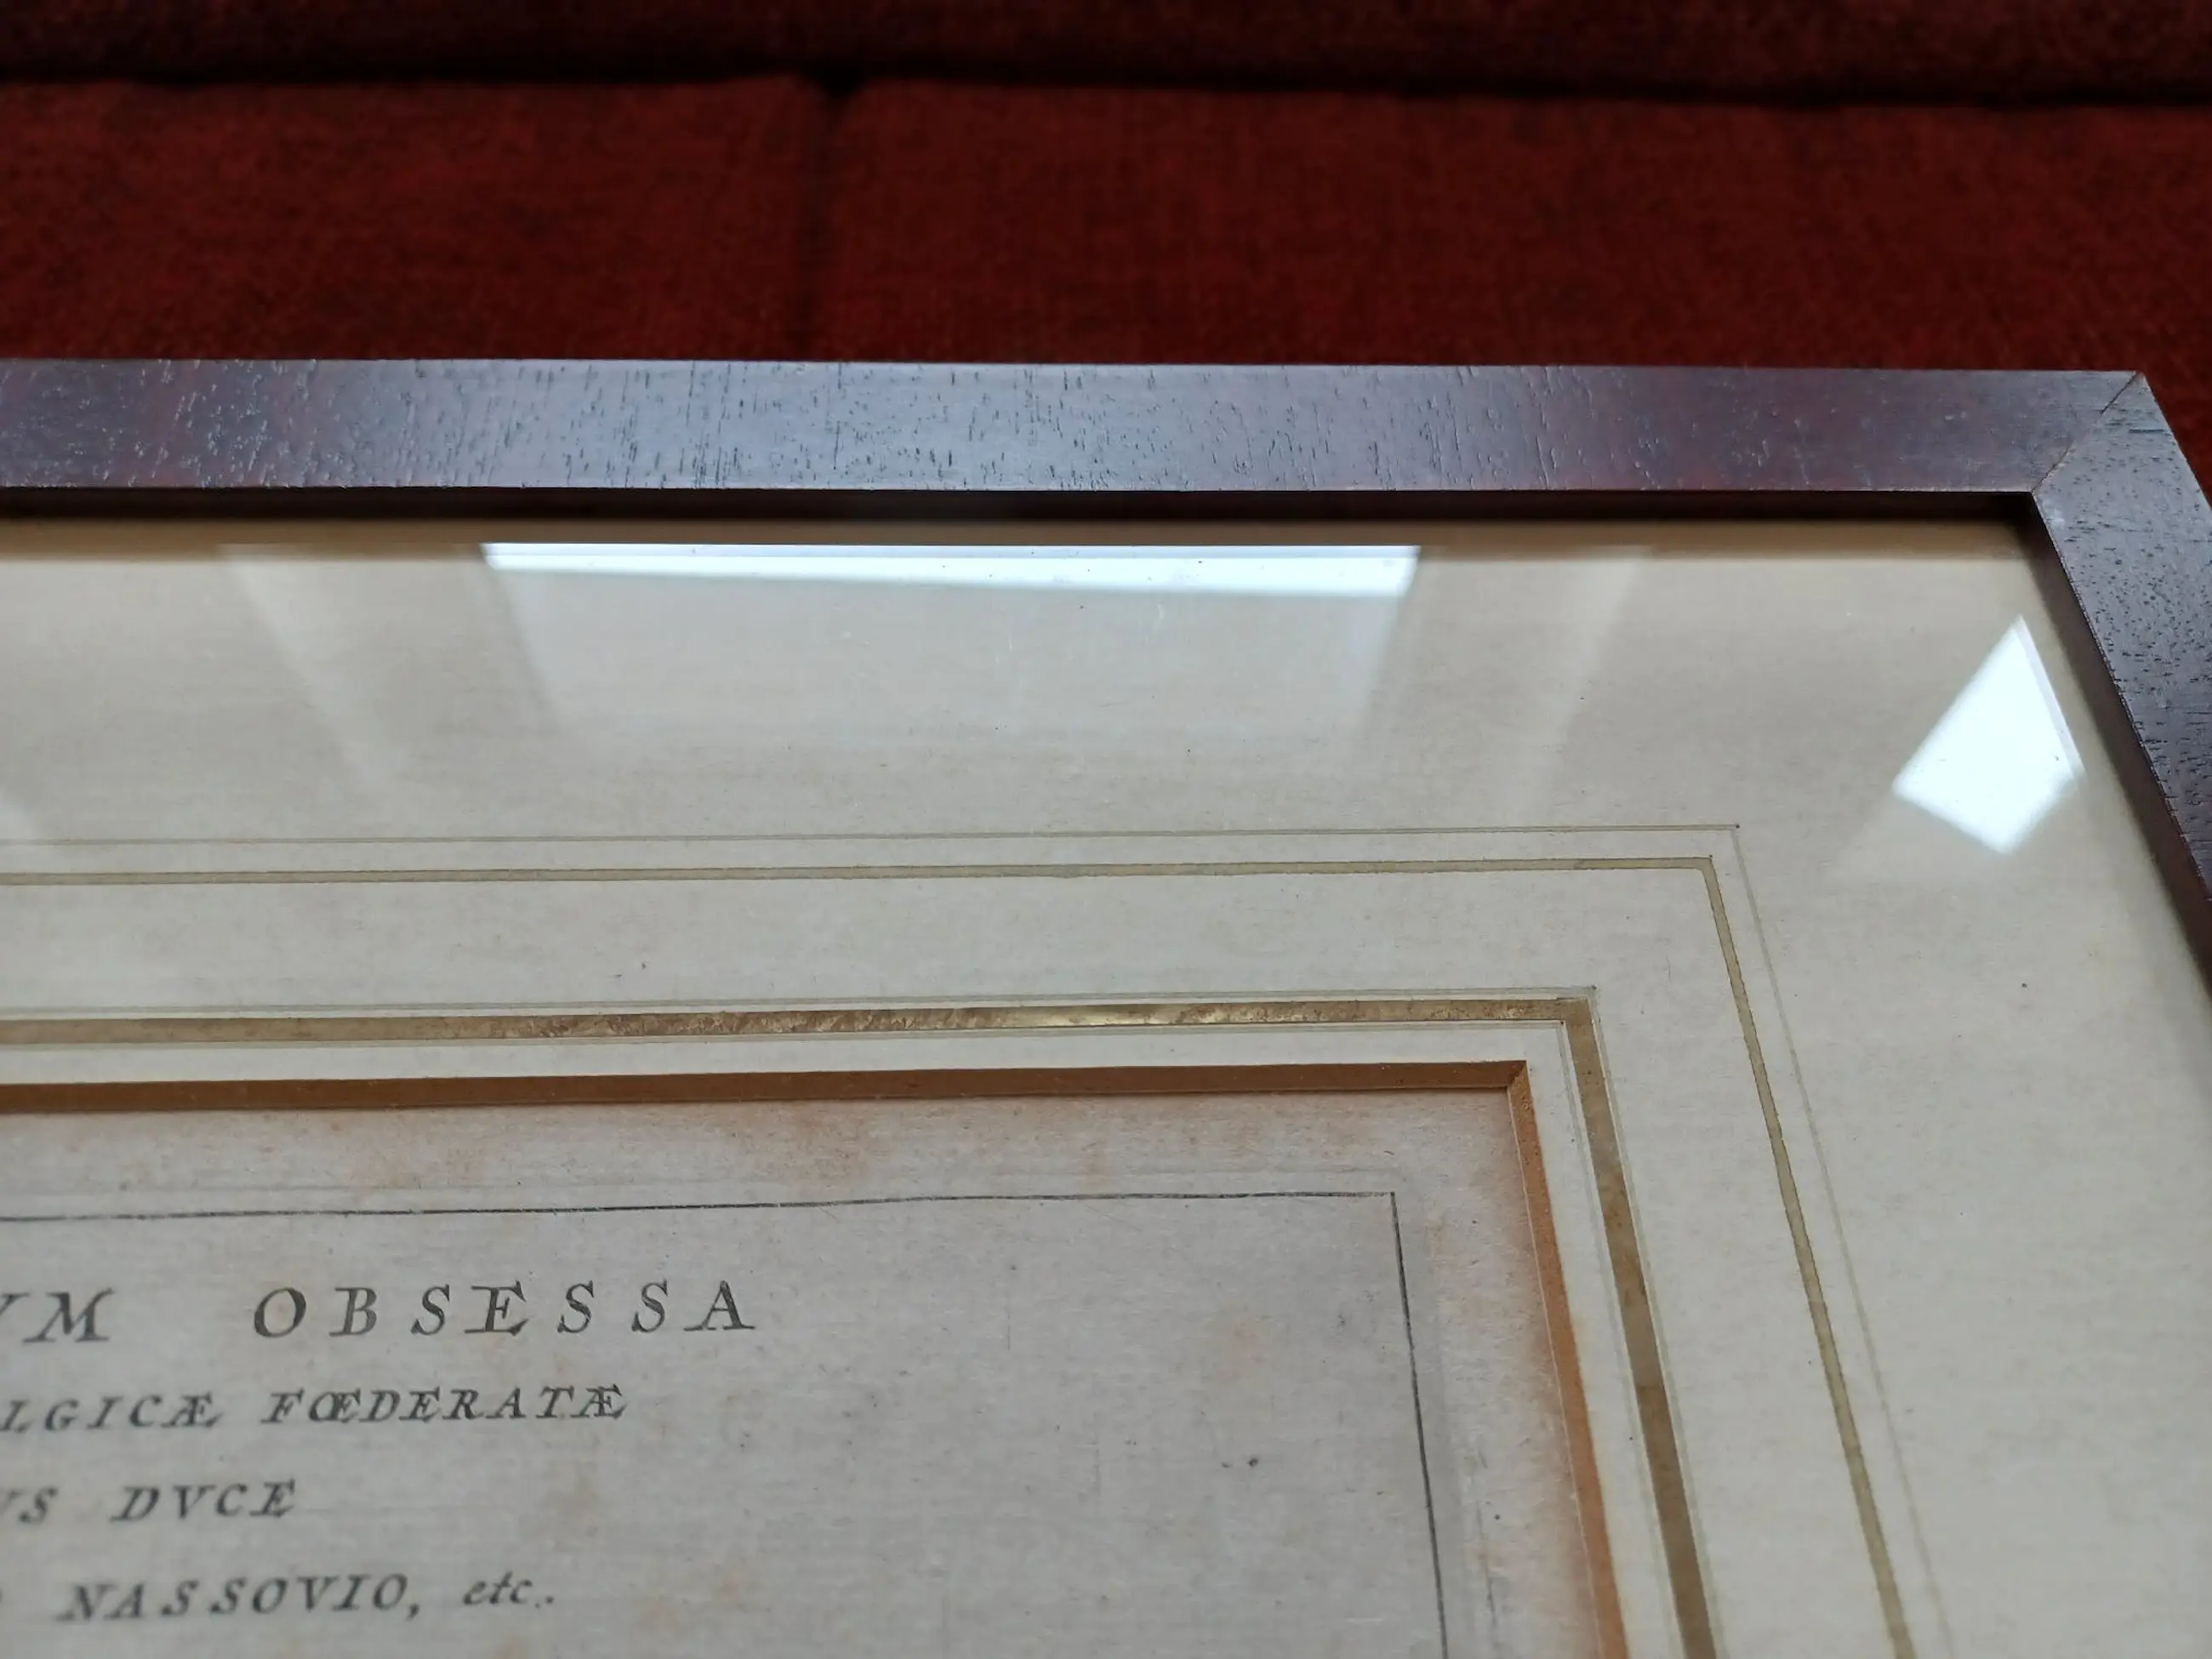 VM OBSESSA
LGICÆ FŒDERATÆ
VS DVCE
NASSOVIO, etc.